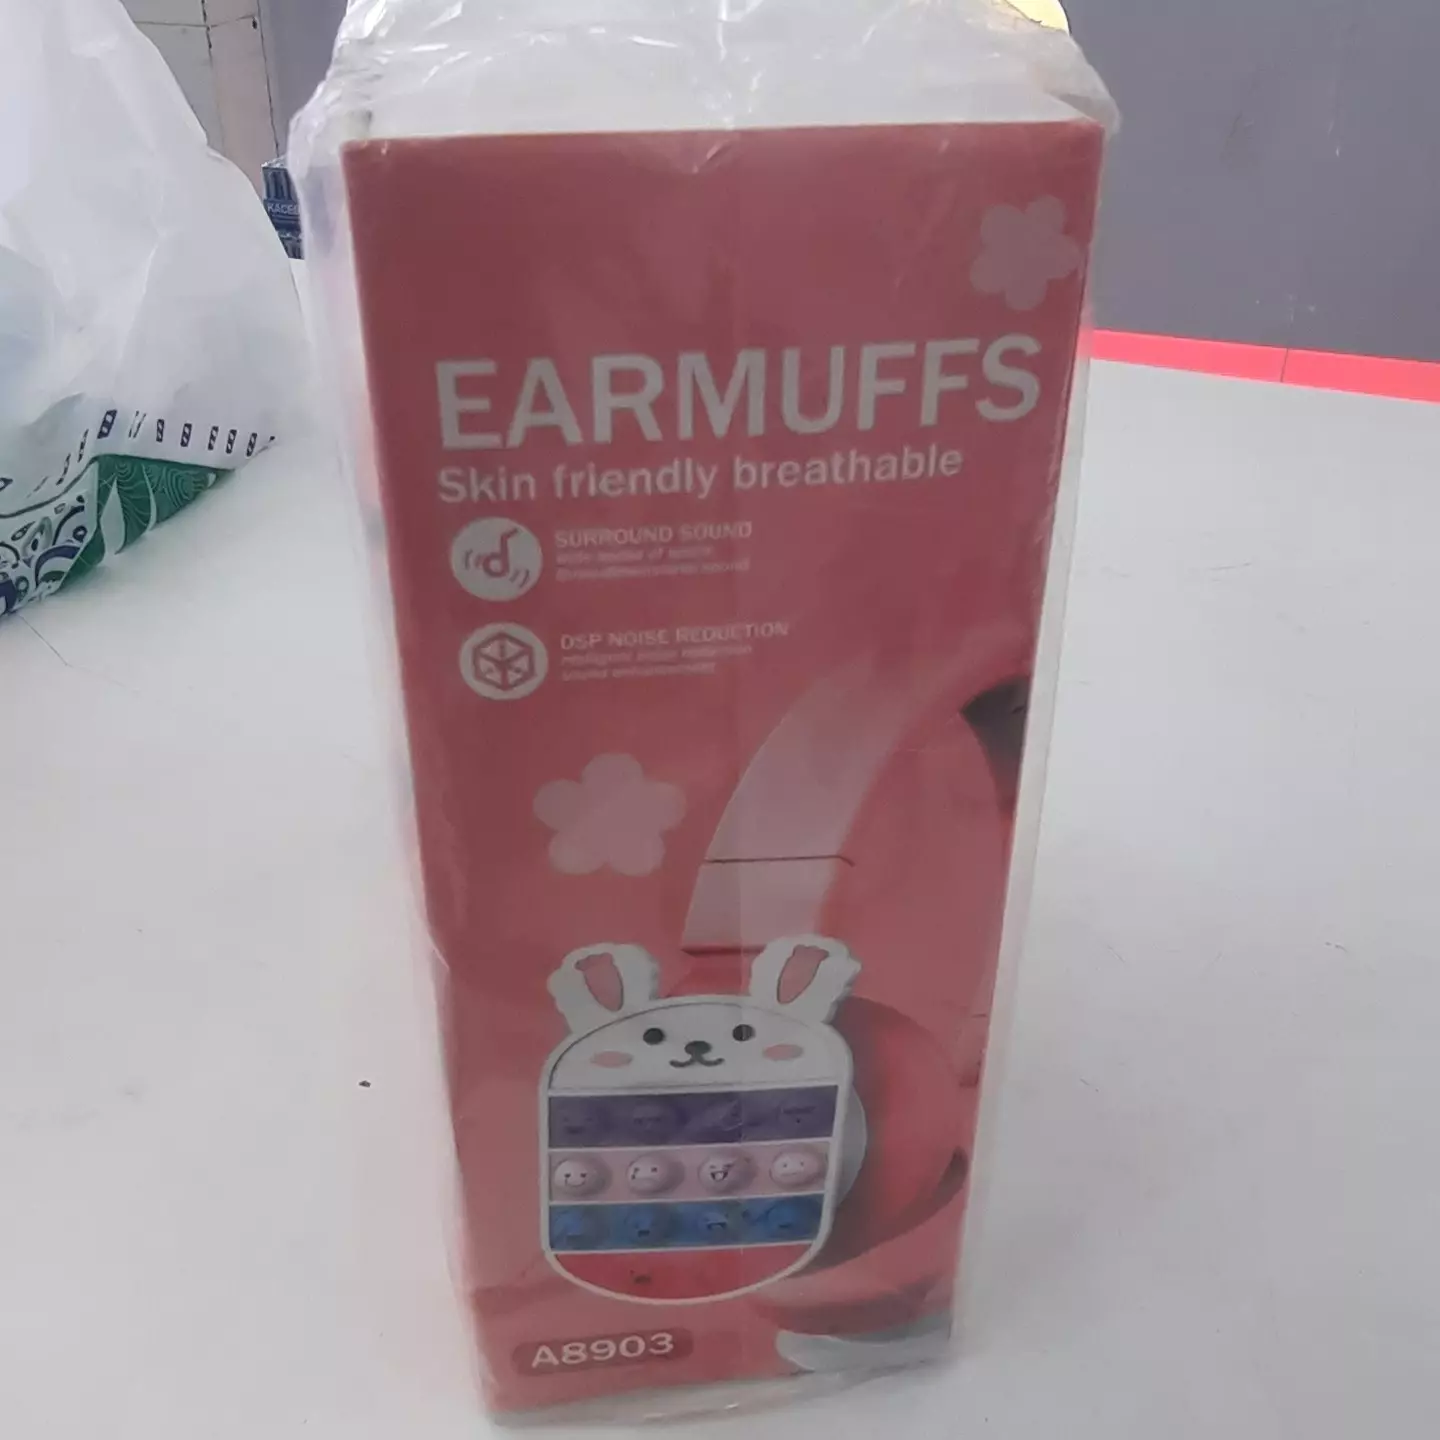 EARMUFFS
Skin friendly breathable
SURROUND SOUND
DSP NOISE REDUCTION
A8903